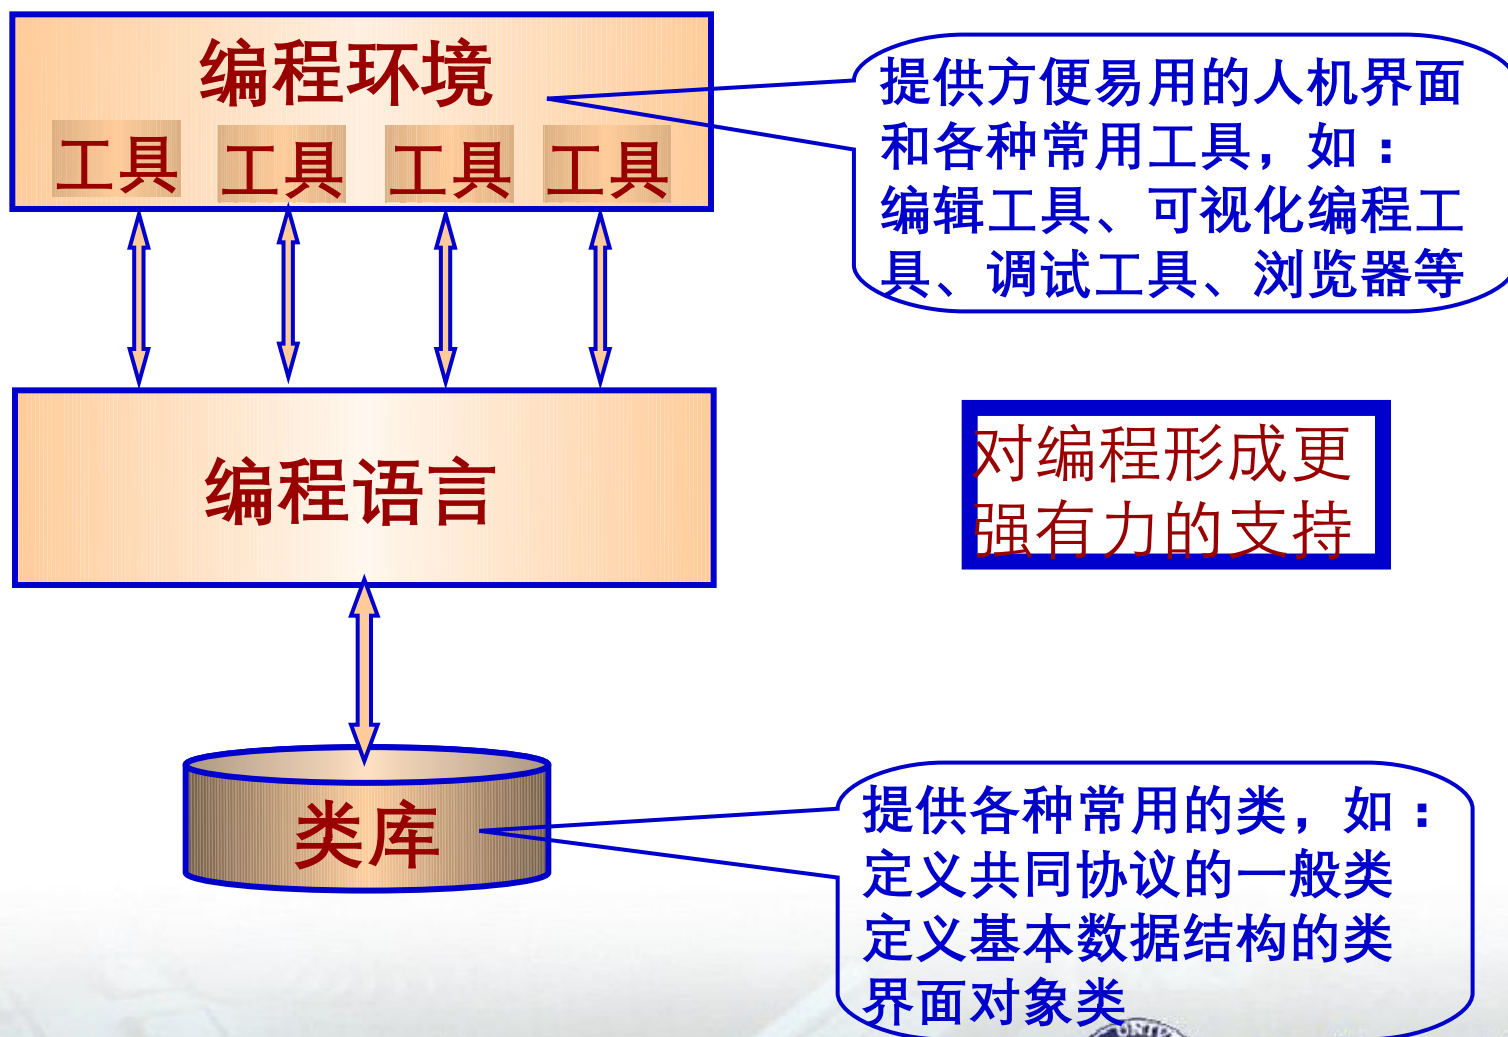 编程环境
工具 工具 工具 工具
提供方便易用的人机界面
和各种常用工具，如：
编辑工具、可视化编程工
具、调试工具、浏览器等
编程语言
对编程形成更
强有力的支持
类库
提供各种常用的类，如：
定义共同协议的一般类
定义基本数据结构的类
界面对象类